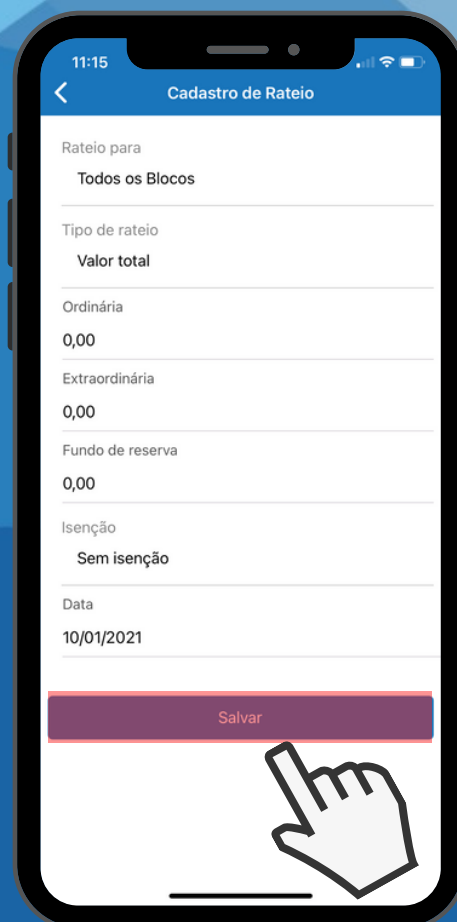 11:15
Cadastro de Rateio
Rateio para
Todos os Blocos
Tipo de rateio
Valor total
Ordinária
0,00
Extraordinária
0,00
Fundo de reserva
0,00
Isenção
Sem isenção
Data
10/01/2021
Salvar